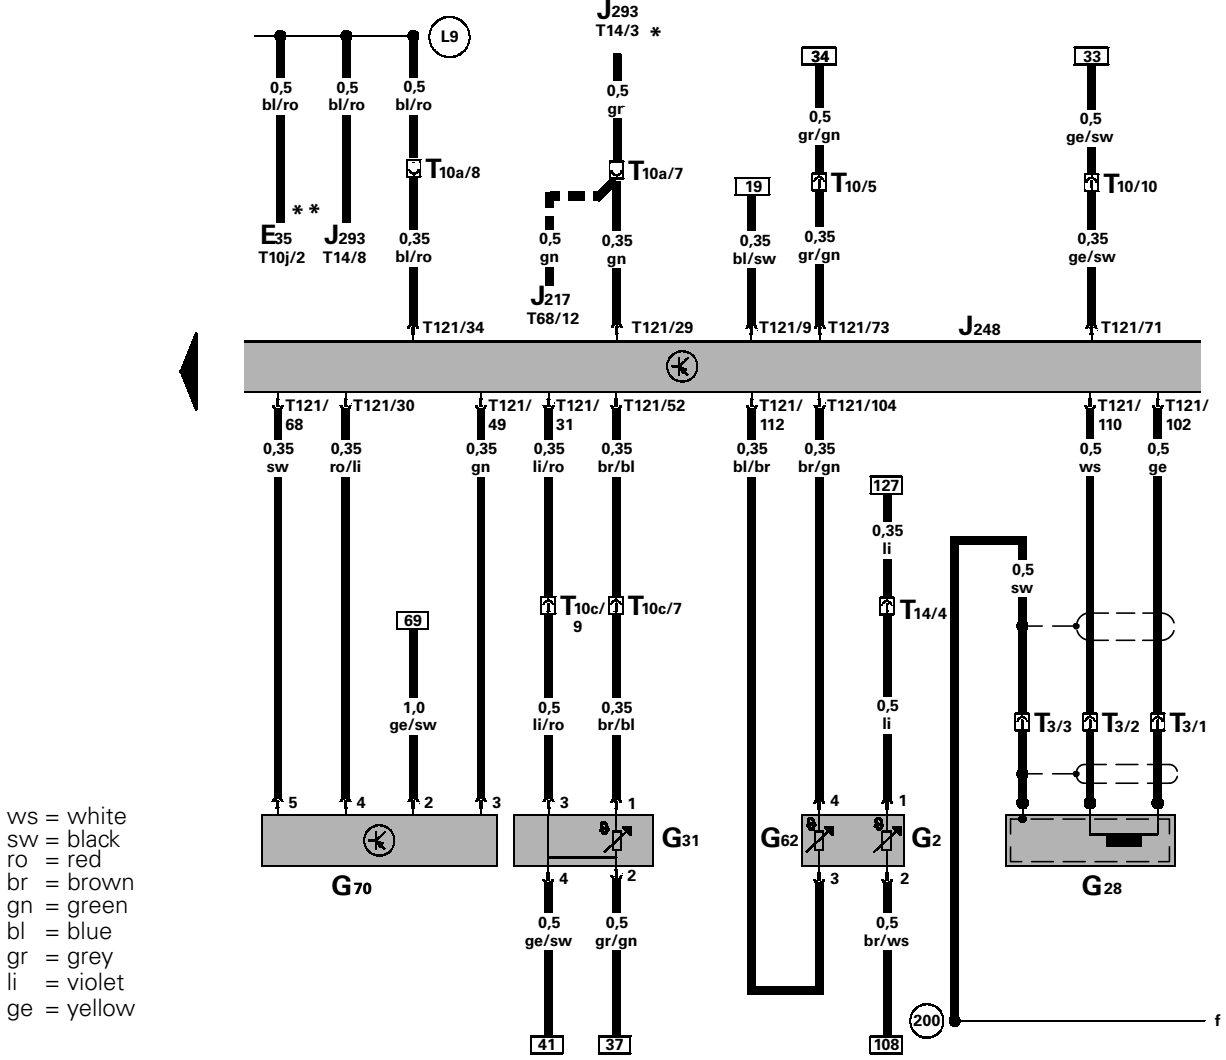 J293
T14/3 *
L9
34
33
0,5
bl/ro
0,5
bl/ro
0,5
bl/ro
0,5
gr
0,5
gr/gn
0,5
ge/sw
T10a/8
T10a/7
19
T10/5
T10/10
* *
E35
T10j/2
J293
T14/8
0,35
bl/ro
0,5
gn
0,35
gn
0,35
bl/sw
0,35
gr/gn
0,35
ge/sw
J217
T68/12
T121/34
T121/29
T121/9
T121/73
J248
T121/71
T121/
68
T121/30
T121/
49
T121/
31
T121/52
T121/
112
T121/104
T121/
110
T121/
102
0,35
sw
0,35
ro/li
0,35
gn
0,35
li/ro
0,35
br/bl
0,35
bl/br
0,35
br/gn
0,5
ws
0,5
ge
127
0,35
li
0,5
sw
T10c/
9
T10c/7
T14/4
69
1,0
ge/sw
0,5
li/ro
0,35
br/bl
0,5
li
T3/3
T3/2
T3/1
5
4
2
3
3
1
4
1
G70
G31
G62
G2
G28
4
2
3
2
0,5
ge/sw
0,5
gr/gn
0,5
br/ws
41
37
108
200
f
ws = white
sw = black
ro = red
br = brown
gn = green
bl = blue
gr = grey
li = violet
ge = yellow